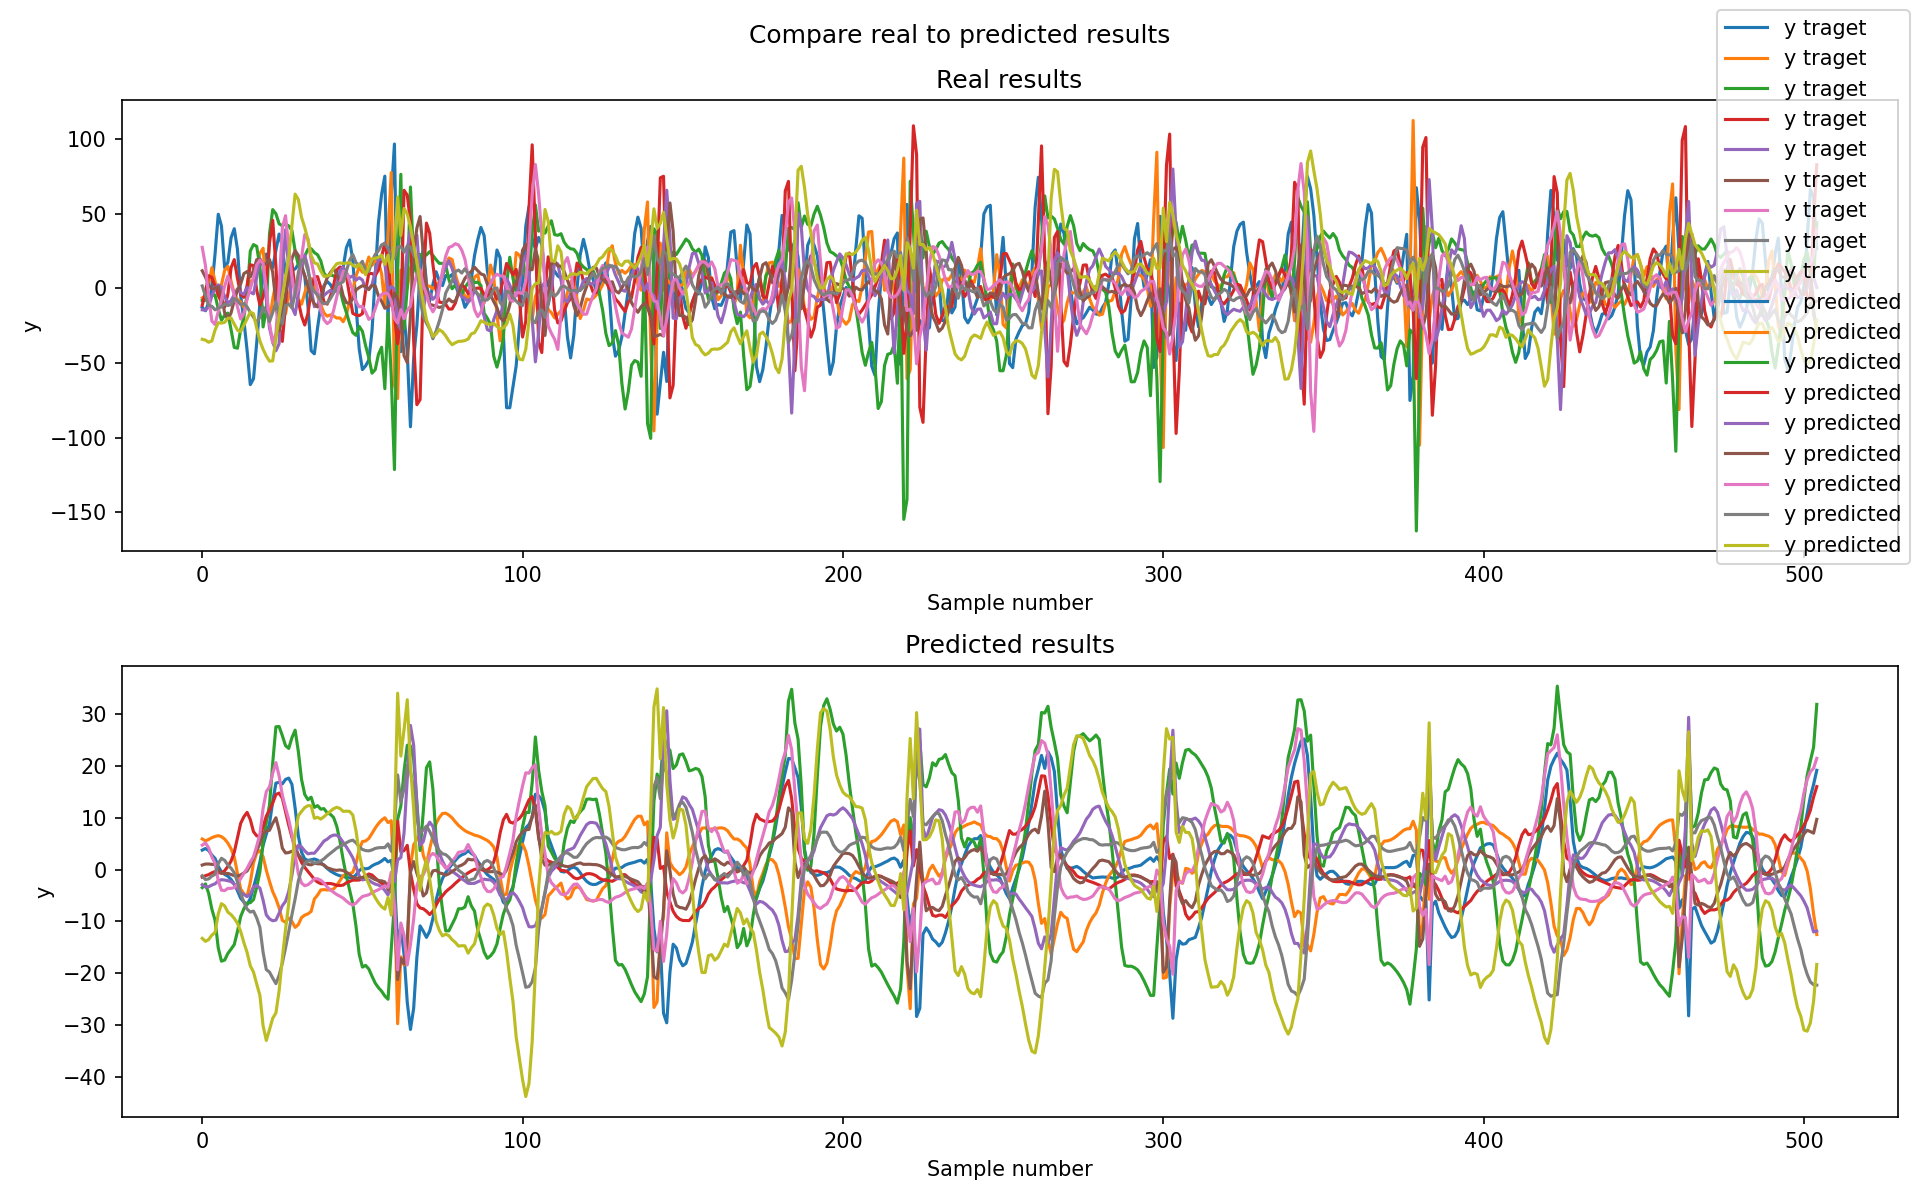 Compare real to predicted results
Real results
y traget
y traget
y traget
y traget
y traget
y traget
y traget
y traget
y traget
y predicted
y predicted
y predicted
y predicted
y predicted
y predicted
y predicted
y predicted
y predicted
y
100
50
0
−50
−100
−150
0
100
200
300
400
500
Sample number
Predicted results
y
30
20
10
0
−10
−20
−30
−40
0
100
200
300
400
500
Sample number